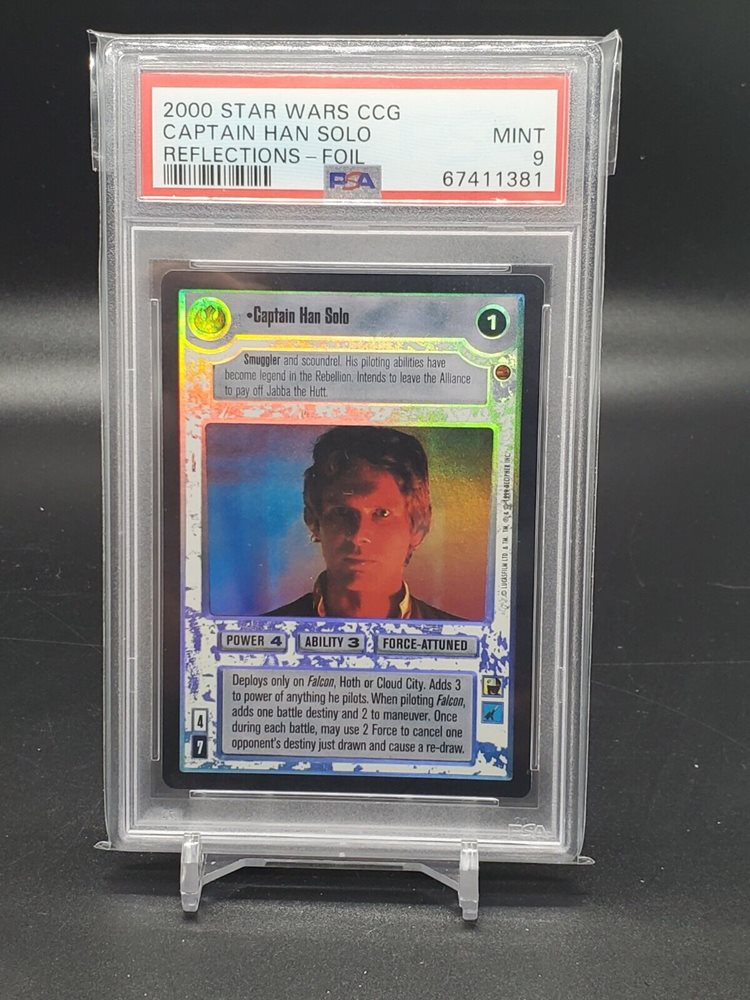 2000 STAR WARS CCG
CAPTAIN HAN SOLO
MINT
REFLECTIONS – FOIL
9
PSA
67411381
•Captain Han Solo
1
Smuggler and scoundrel. His piloting abilities have
become legend in the Rebellion. Intends to leave the Alliance
to pay off Jabba the Hutt.
LUCASFILM LTD. & TM.
POWER 4
ABILITY 3
FORCE-ATTUNED
Deploys only on Falcon, Hoth or Cloud City. Adds 3
to power of anything he pilots. When piloting Falcon,
adds one battle destiny and 2 to maneuver. Once
during each battle, may use 2 Force to cancel one
opponent's destiny just drawn and cause a re-draw.
4
7
PSA